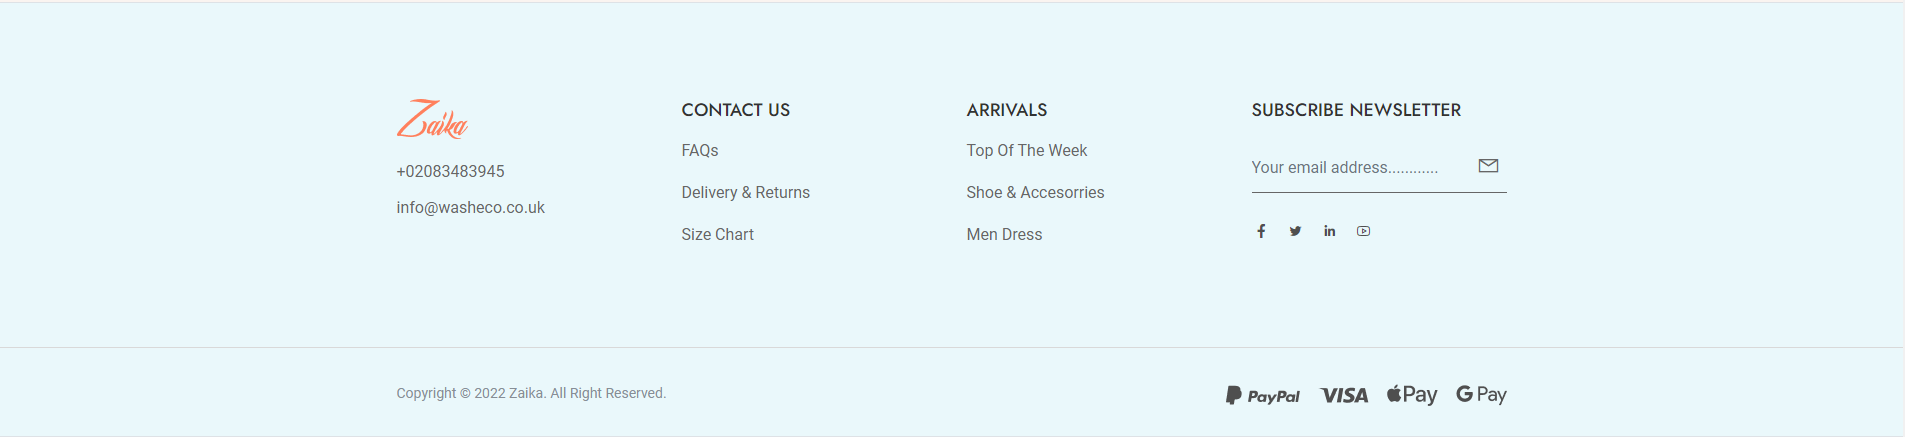 Zaika
+02083483945
info@washeco.co.uk
CONTACT US
FAQs
Delivery & Returns
Size Chart
ARRIVALS
Top Of The Week
Shoe & Accesorries
Men Dress
SUBSCRIBE NEWSLETTER
Your email address............
Copyright © 2022 Zaika. All Right Reserved.
PayPal VISA Pay G Pay